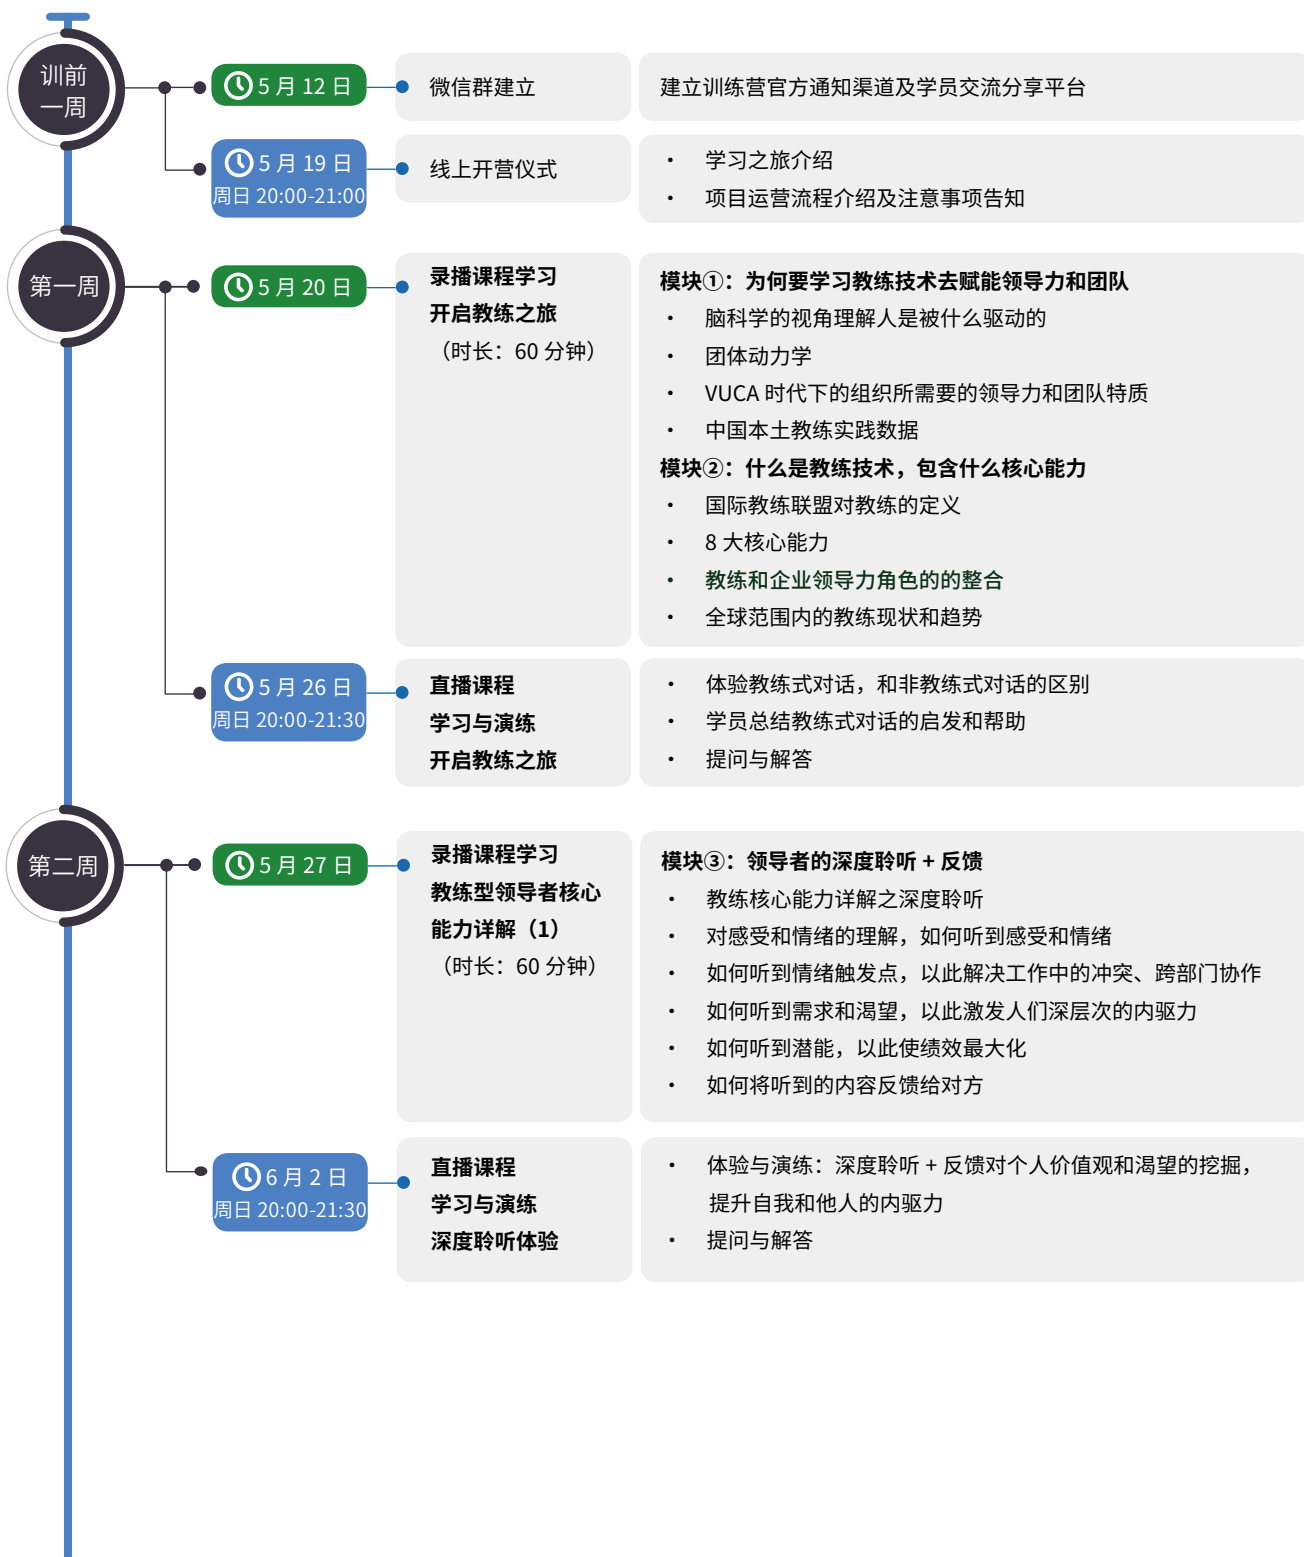 训前
一周
5 月 12 日
微信群建立
建立训练营官方通知渠道及学员交流分享平台
5 月 19 日
周日 20:00-21:00
线上开营仪式
• 学习之旅介绍
• 项目运营流程介绍及注意事项告知
第一周
5 月 20 日
录播课程学习
开启教练之旅
（时长：60 分钟）
模块①：为何要学习教练技术去赋能领导力和团队
• 脑科学的视角理解人是被什么驱动的
• 团体动力学
• VUCA 时代下的组织所需要的领导力和团队特质
• 中国本土教练实践数据
模块②：什么是教练技术，包含什么核心能力
• 国际教练联盟对教练的定义
• 8 大核心能力
• 教练和企业领导力角色的的整合
• 全球范围内的教练现状和趋势
5 月 26 日
周日 20:00-21:30
直播课程
学习与演练
开启教练之旅
• 体验教练式对话，和非教练式对话的区别
• 学员总结教练式对话的启发和帮助
• 提问与解答
第二周
5 月 27 日
录播课程学习
教练型领导者核心
能力详解（1）
（时长：60 分钟）
模块③：领导者的深度聆听 + 反馈
• 教练核心能力详解之深度聆听
• 对感受和情绪的理解，如何听到感受和情绪
• 如何听到情绪触发点，以此解决工作中的冲突、跨部门协作
• 如何听到需求和渴望，以此激发人们深层次的内驱力
• 如何听到潜能，以此使绩效最大化
• 如何将听到的内容反馈给对方
6 月 2 日
周日 20:00-21:30
直播课程
学习与演练
深度聆听体验
• 体验与演练：深度聆听 + 反馈对个人价值观和渴望的挖掘，
提升自我和他人的内驱力
• 提问与解答